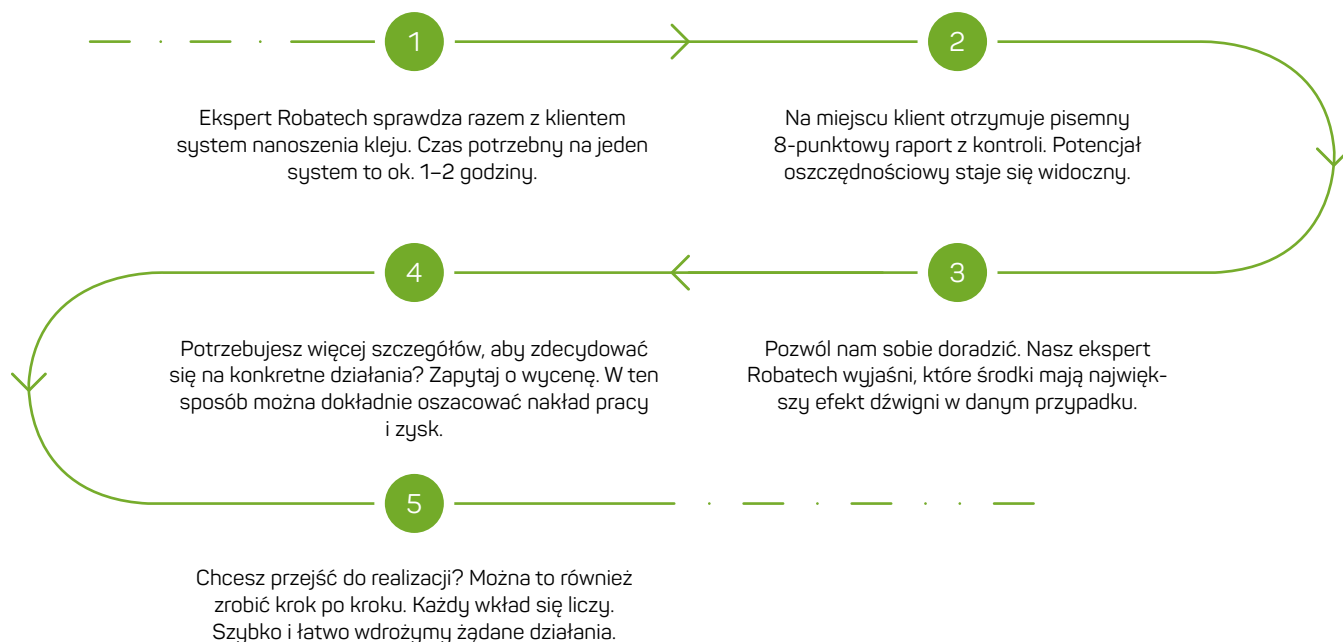 1
Ekspert Robatech sprawdza razem z klientem
system nanoszenia kleju. Czas potrzebny na jeden
system to ok. 1–2 godziny.
2
Na miejscu klient otrzymuje pisemny
8-punktowy raport z kontroli. Potencjał
oszczędnościowy staje się widoczny.
3
Pozwól nam sobie doradzić. Nasz ekspert
Robatech wyjaśni, które środki mają najwięk-
szy efekt dźwigni w danym przypadku.
4
Potrzebujesz więcej szczegółów, aby zdecydować
się na konkretne działania? Zapytaj o wycenę. W ten
sposób można dokładnie oszacować nakład pracy
i zysk.
5
Chcesz przejść do realizacji? Można to również
zrobić krok po kroku. Każdy wkład się liczy.
Szybko i łatwo wdrożymy żądane działania.